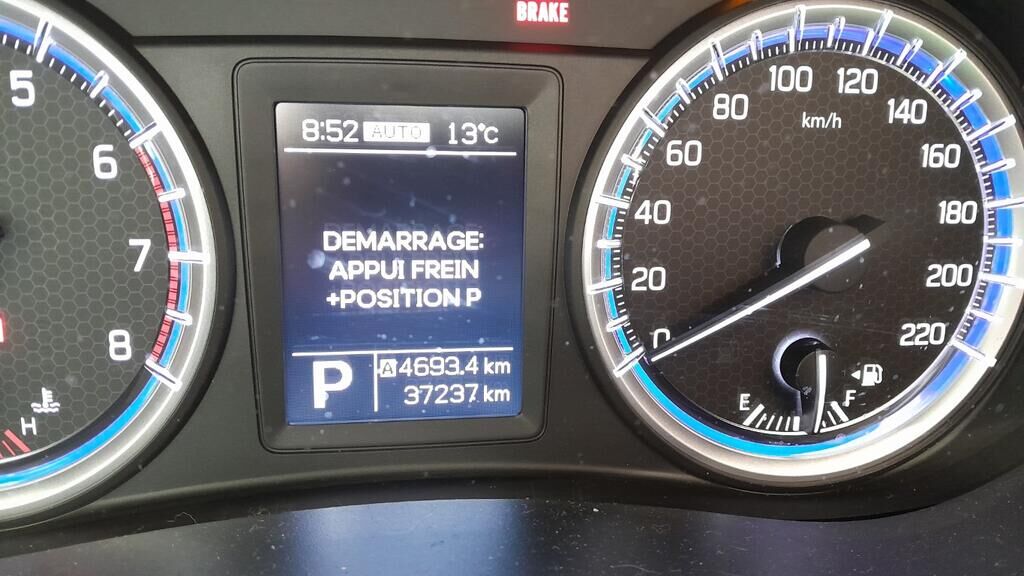 BRAKE
5
6
7
8
H
8:52 AUTO 13°C
DEMARRAGE:
APPUI FREIN
+POSITION P
P
A 4693.4 km
37237 km
0
20
40
60
80
100
120
140
160
180
200
220
km/h
E
F